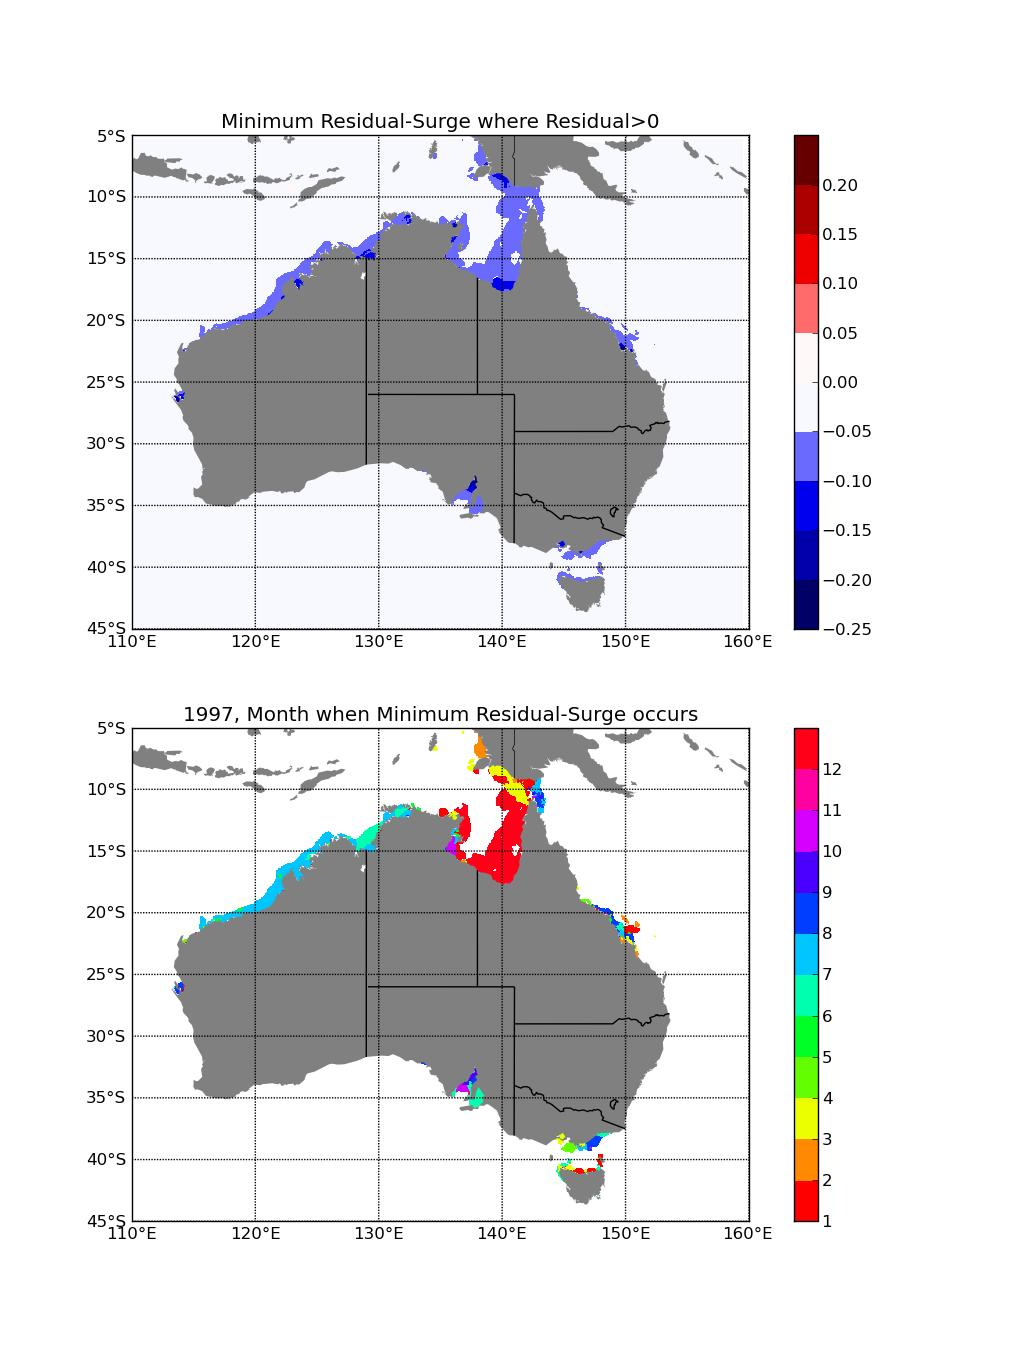 Minimum Residual-Surge where Residual>0
5°S
10°S
15°S
20°S
25°S
30°S
35°S
40°S
45°S
110°E 120°E 130°E 140°E 150°E 160°E
0.20
0.15
0.10
0.05
0.00
−0.05
−0.10
−0.15
−0.20
−0.25
1997, Month when Minimum Residual-Surge occurs
5°S
10°S
15°S
20°S
25°S
30°S
35°S
40°S
45°S
110°E 120°E 130°E 140°E 150°E 160°E
12
11
10
9
8
7
6
5
4
3
2
1